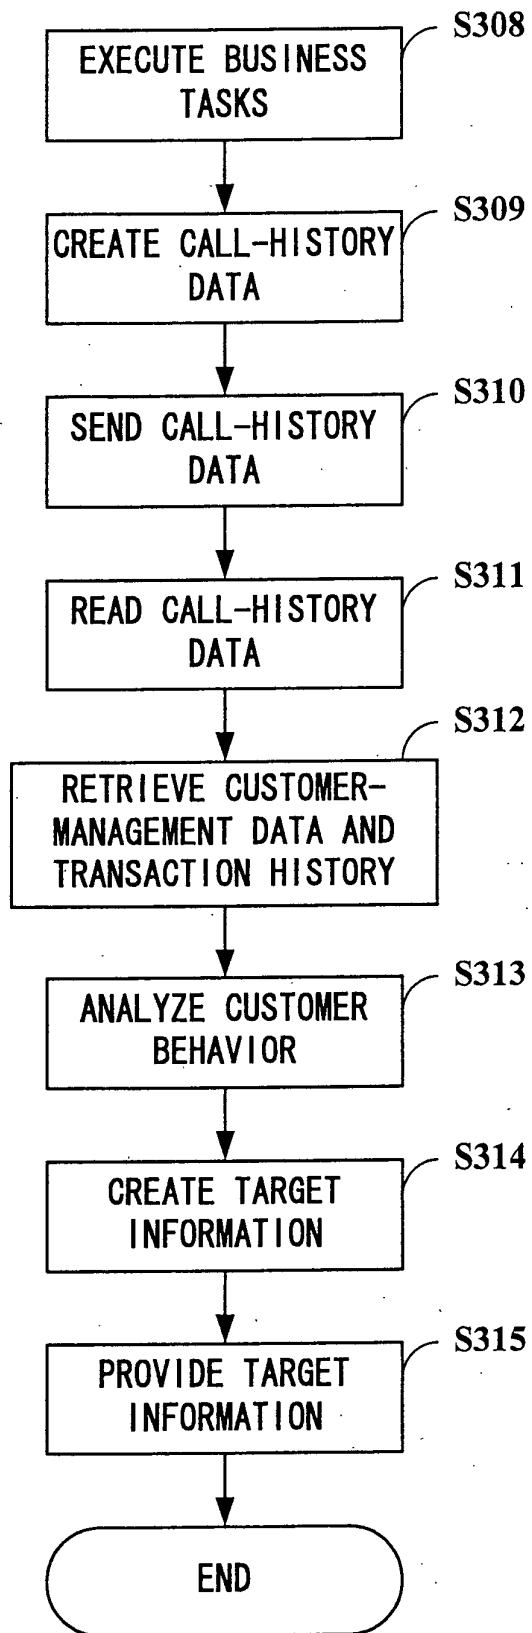 S308
EXECUTE BUSINESS
TASKS
S309
CREATE CALL-HISTORY
DATA
S310
SEND CALL-HISTORY
DATA
S311
READ CALL-HISTORY
DATA
S312
RETRIEVE CUSTOMER-
MANAGEMENT DATA AND
TRANSACTION HISTORY
S313
ANALYZE CUSTOMER
BEHAVIOR
S314
CREATE TARGET
INFORMATION
S315
PROVIDE TARGET
INFORMATION
END